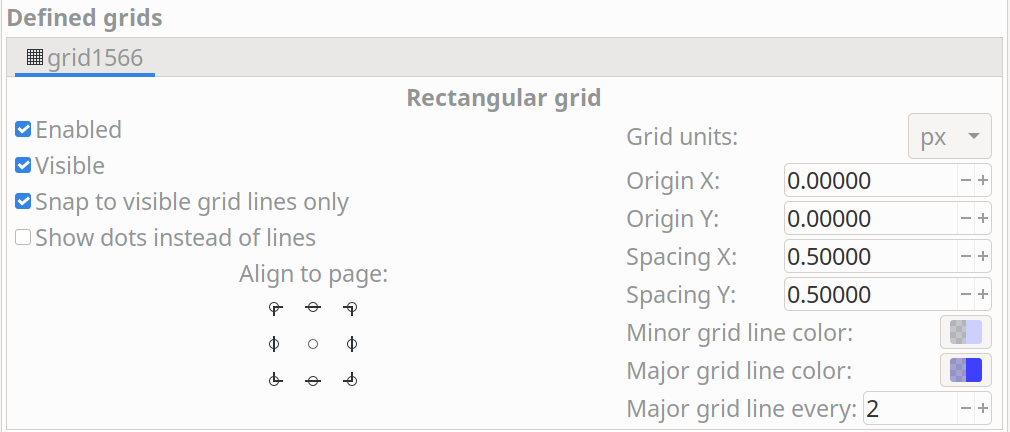 Defined grids
grid1566
Rectangular grid
Enabled
Visible
Snap to visible grid lines only
Show dots instead of lines
Align to page:
Grid units: px
Origin X: 0.00000
Origin Y: 0.00000
Spacing X: 0.50000
Spacing Y: 0.50000
Minor grid line color:
Major grid line color:
Major grid line every: 2